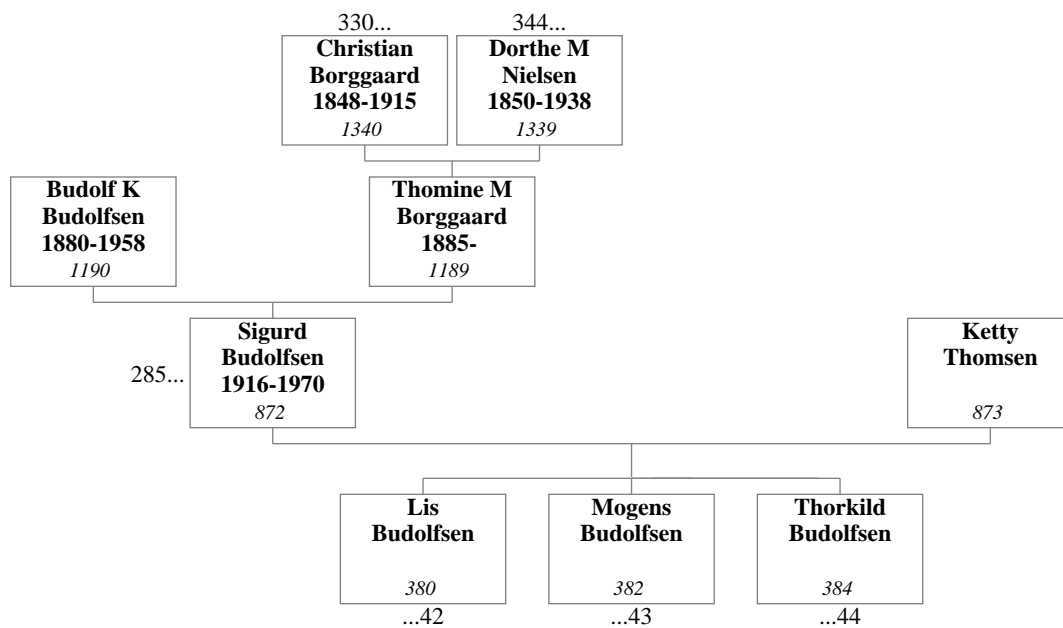 330...
Christian
Borggaard
1848-1915
1340
344...
Dorthe M
Nielsen
1850-1938
1339
Budolf K
Budolfsen
1880-1958
1190
Thomine M
Borggaard
1885-
1189
285...
Sigurd
Budolfsen
1916-1970
872
Ketty
Thomsen
873
Lis
Budolfsen
380
...42
Mogens
Budolfsen
382
...43
Thorkild
Budolfsen
384
...44